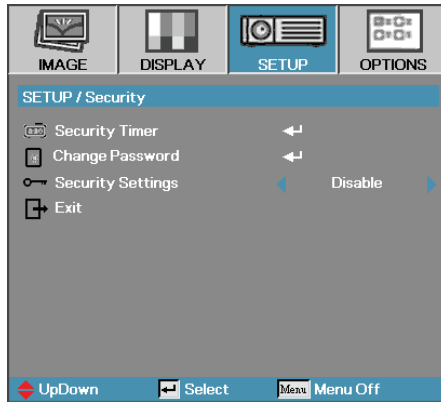 IMAGE DISPLAY SETUP OPTIONS
SETUP / Security
Security Timer
Change Password
Security Settings Disable
Exit
UpDown Select Menu Menu Off